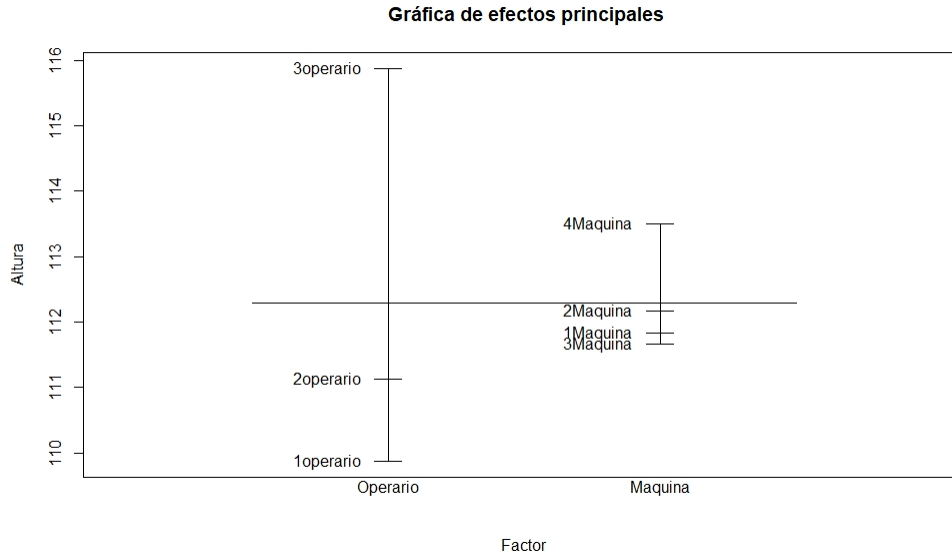 Gráfica de efectos principales
Altura
116
115
114
113
112
111
110
3operario
2operario
1operario
4Maquina
2Maquina
1Maquina
3Maquina
Operario
Maquina
Factor